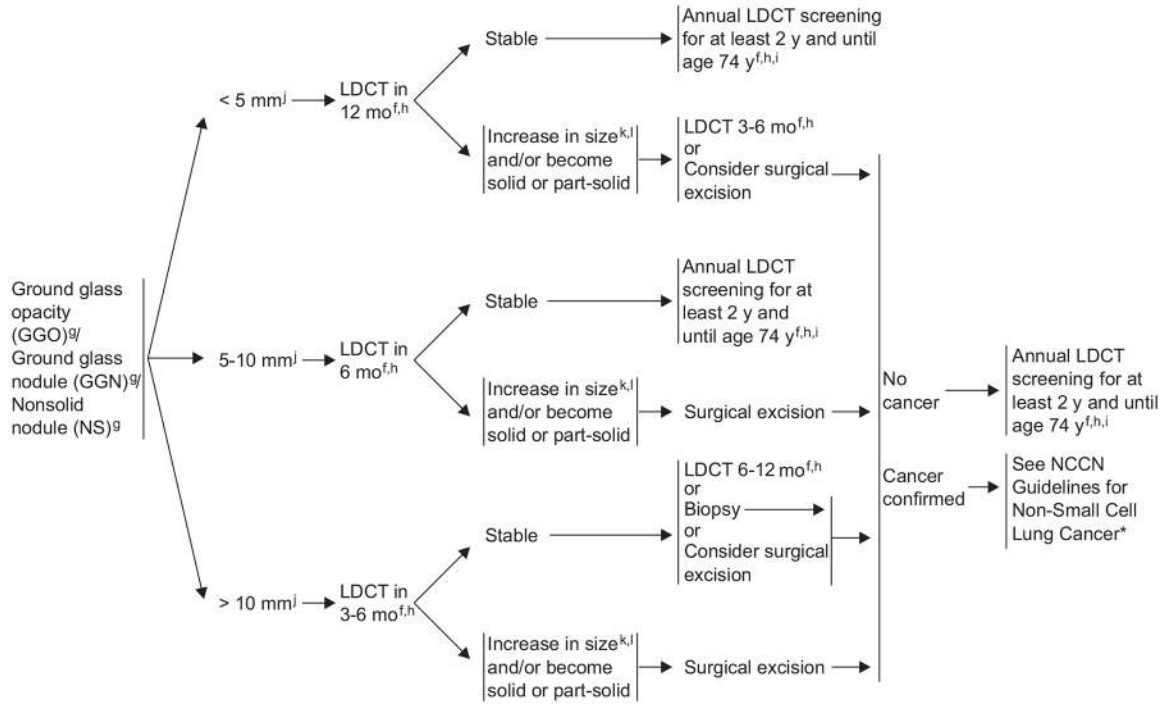 Ground glass
opacity
(GGO)g/
Ground glass
nodule (GGN)g/
Nonsolid
nodule (NS)g
< 5 mmj
LDCT in
12 mof,h
Stable
Annual LDCT screening
for at least 2 y and until
age 74 yf,h,i
Increase in sizek,l
and/or become
solid or part-solid
LDCT 3-6 mof,h
or
Consider surgical
excision
5-10 mmj
LDCT in
6 mof,h
Stable
Annual LDCT
screening for at
least 2 y and
until age 74 yf,h,i
Increase in sizek,l
and/or become
solid or part-solid
Surgical excision
> 10 mmj
LDCT in
3-6 mof,h
Stable
LDCT 6-12 mof,h
or
Biopsy
or
Consider surgical
excision
Increase in sizek,l
and/or become
solid or part-solid
Surgical excision
No
cancer
Annual LDCT
screening for at
least 2 y and until
age 74 yf,h,i
Cancer
confirmed
See NCCN
Guidelines for
Non-Small Cell
Lung Cancer*